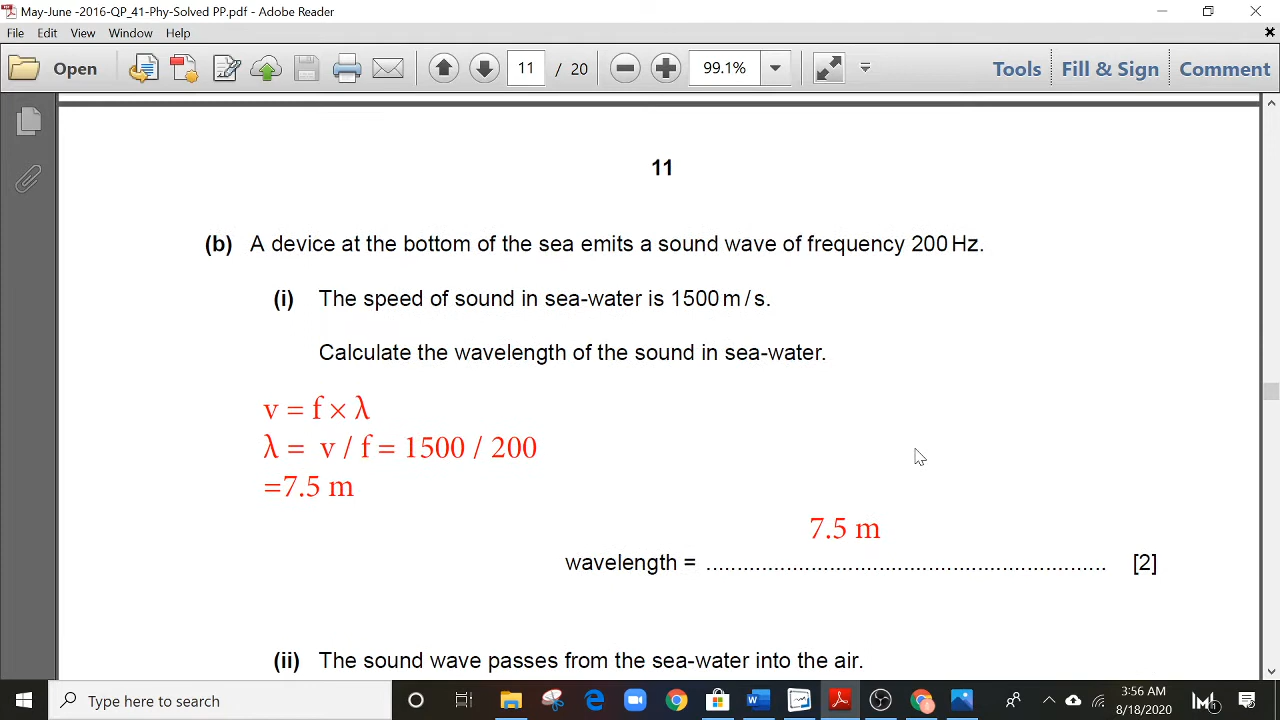 May-June -2016-QP_41-Phy-Solved PP.pdf - Adobe Reader
File Edit View Window Help
Open 11 / 20 99.1% Tools Fill & Sign Comment
11
(b) A device at the bottom of the sea emits a sound wave of frequency 200 Hz.
(i) The speed of sound in sea-water is 1500 m / s.
Calculate the wavelength of the sound in sea-water.
v = f × λ
λ = v / f = 1500 / 200
=7.5 m
7.5 m
wavelength = .................................................................. [2]
(ii) The sound wave passes from the sea-water into the air.
Type here to search
3:56 AM
8/18/2020